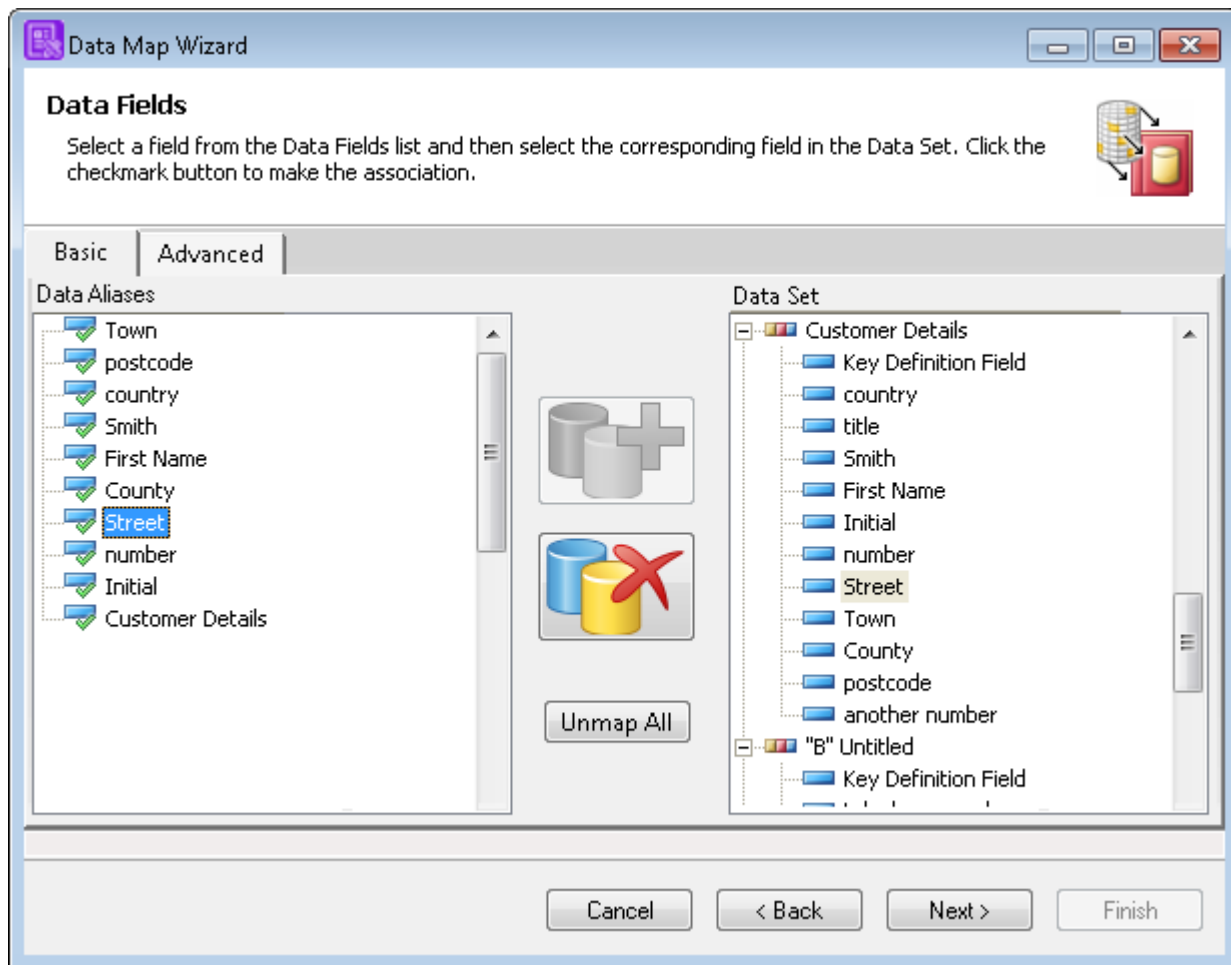 Data Map Wizard
Data Fields
Select a field from the Data Fields list and then select the corresponding field in the Data Set. Click the
checkmark button to make the association.
Basic
Advanced
Data Aliases
Town
postcode
country
Smith
First Name
County
Street
number
Initial
Customer Details
Unmap All
Data Set
Customer Details
Key Definition Field
country
title
Smith
First Name
Initial
number
Street
Town
County
postcode
another number
"B" Untitled
Key Definition Field
Cancel
< Back
Next >
Finish